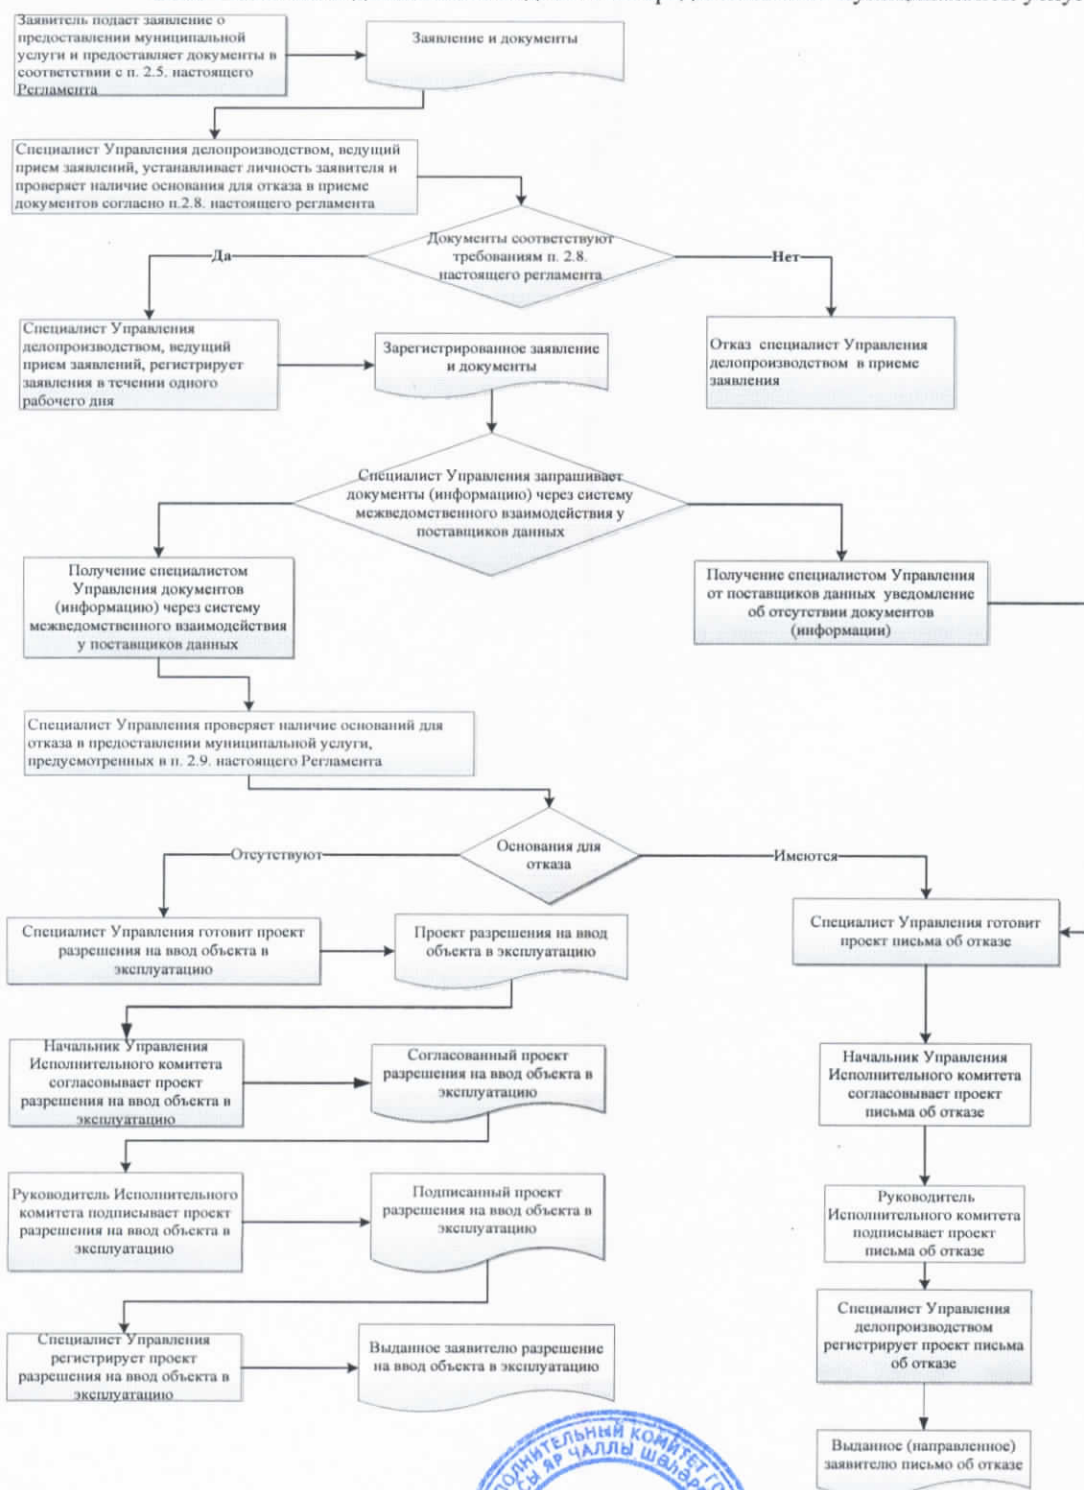 Заявитель подает заявление о
предоставлении муниципальной
услуги и предоставляет документы в
соответствии с п. 2.5. настоящего
Регламента
Заявление и документы
Специалист Управления делопроизводством, ведущий
прием заявлений, устанавливает личность заявителя и
проверяет наличие основания для отказа в приеме
документов согласно п.2.8. настоящего регламента
Документы соответствуют
требованиям п. 2.8.
настоящего регламента
Да
Нет
Специалист Управления
делопроизводством, ведущий
прием заявлений, регистрирует
заявления в течении одного
рабочего дня
Зарегистрированное заявление
и документы
Отказ специалист Управления
делопроизводством в приеме
заявления
Специалист Управления запрашивает
документы (информацию) через систему
межведомственного взаимодействия у
поставщиков данных
Получение специалистом
Управления документов
(информацию) через систему
межведомственного взаимодействия
у поставщиков данных
Получение специалистом Управления
от поставщиков данных уведомление
об отсутствии документов
(информации)
Специалист Управления проверяет наличие оснований для
отказа в предоставлении муниципальной услуги,
предусмотренных в п. 2.9. настоящего Регламента
Основания для
отказа
Отсутствуют
Имеются
Специалист Управления готовит проект
разрешения на ввод объекта в
эксплуатацию
Проект разрешения на ввод
объекта в эксплуатацию
Специалист Управления готовит
проект письма об отказе
Начальник Управления
Исполнительного комитета
согласовывает проект
разрешения на ввод объекта в
эксплуатацию
Согласованный проект
разрешения на ввод объекта в
эксплуатацию
Начальник Управления
Исполнительного комитета
согласовывает проект
письма об отказе
Руководитель Исполнительного
комитета подписывает проект
разрешения на ввод объекта в
эксплуатацию
Подписанный проект
разрешения на ввод объекта в
эксплуатацию
Руководитель
Исполнительного комитета
подписывает проект
письма об отказе
Специалист Управления
регистрирует проект
разрешения на ввод объекта в
эксплуатацию
Выданное заявителю разрешение
на ввод объекта в эксплуатацию
Специалист Управления
делопроизводством
регистрирует проект письма
об отказе
Выданное (направленное)
заявителю письмо об отказе
КОМИТЕТ
ЯР ЧАЛЛЫ